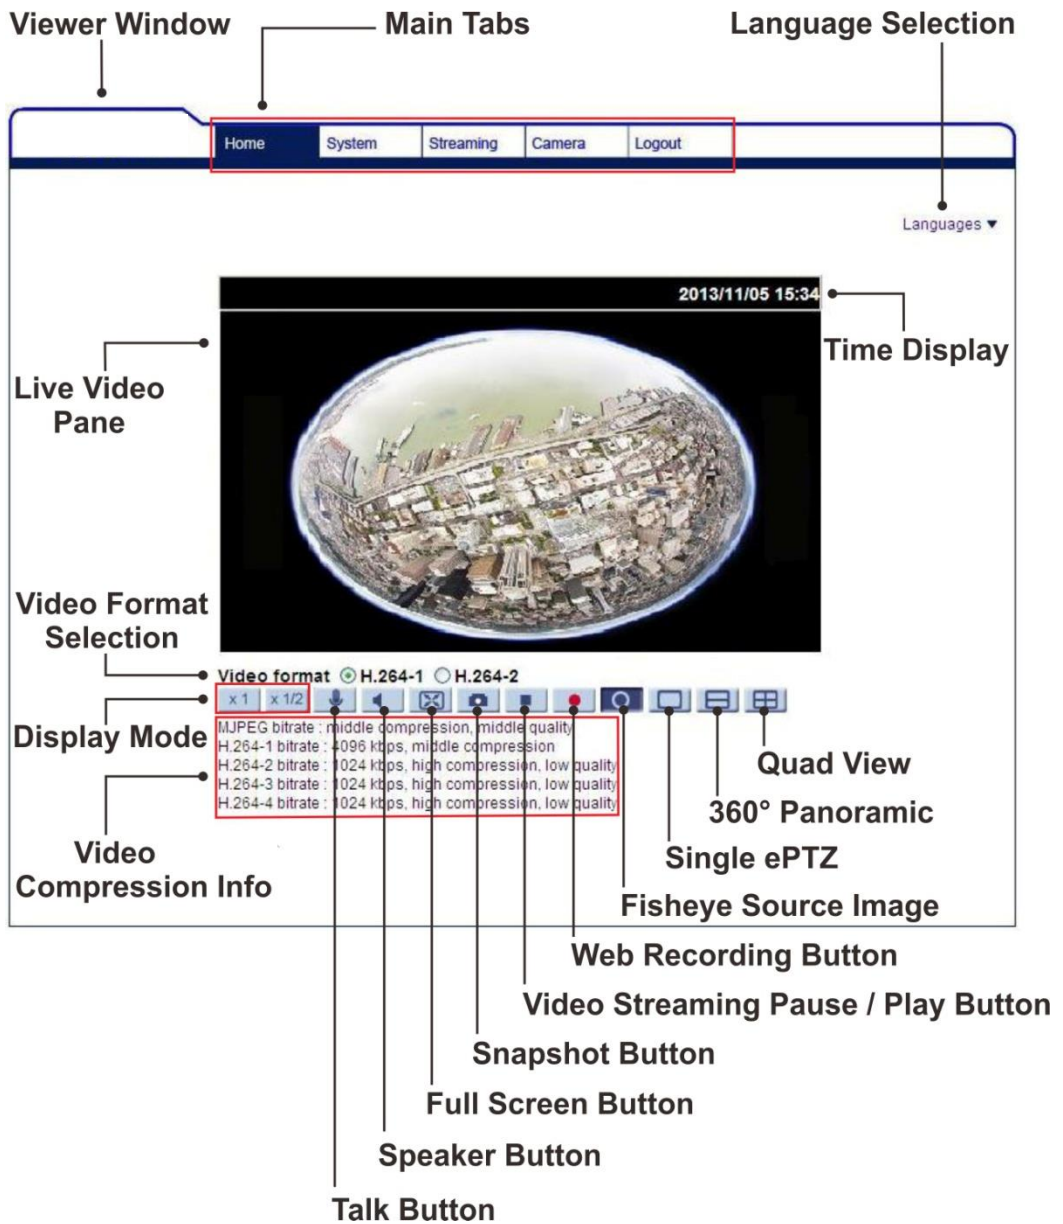 Viewer Window
Main Tabs
Language Selection
Home
System
Streaming
Camera
Logout
Languages
2013/11/05 15:34
Time Display
Live Video
Pane
Video Format
Selection
Video format
H.264-1
H.264-2
x 1
x 1/2
Display Mode
MJPEG bitrate : middle compression, middle quality
H.264-1 bitrate : 4096 kbps, middle compression
H.264-2 bitrate : 1024 kbps, high compression, low quality
H.264-3 bitrate : 1024 kbps, high compression, low quality
H.264-4 bitrate : 1024 kbps, high compression, low quality
Video
Compression Info
Quad View
360° Panoramic
Single ePTZ
Fisheye Source Image
Web Recording Button
Video Streaming Pause / Play Button
Snapshot Button
Full Screen Button
Speaker Button
Talk Button